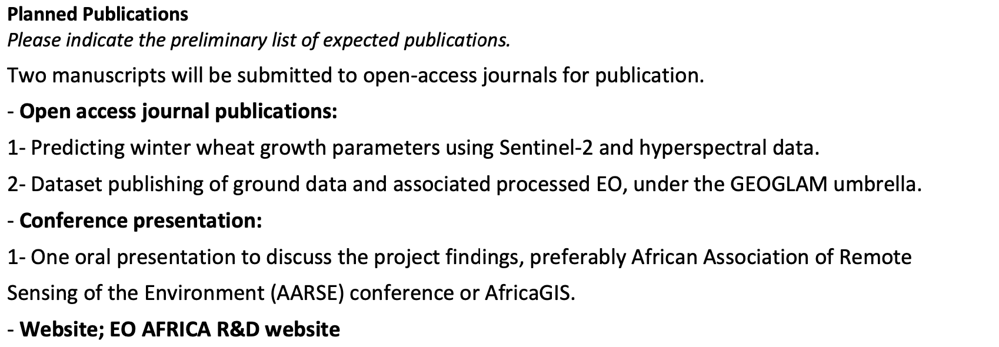 Planned Publications
Please indicate the preliminary list of expected publications.
Two manuscripts will be submitted to open-access journals for publication.
- Open access journal publications:
1- Predicting winter wheat growth parameters using Sentinel-2 and hyperspectral data.
2- Dataset publishing of ground data and associated processed EO, under the GEOGLAM umbrella.
- Conference presentation:
1- One oral presentation to discuss the project findings, preferably African Association of Remote
Sensing of the Environment (AARSE) conference or AfricaGIS.
- Website; EO AFRICA R&D website